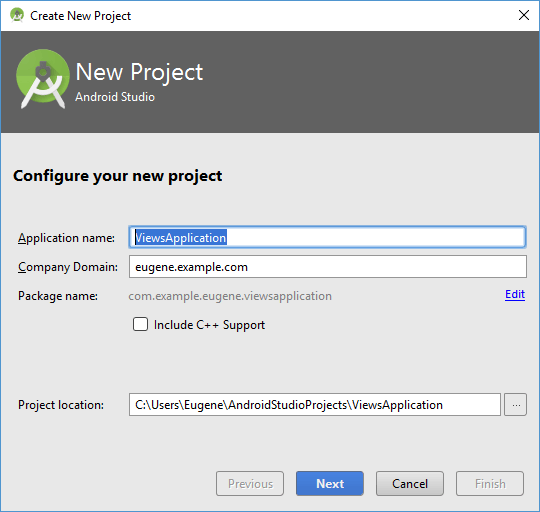 Create New Project
New Project
Android Studio
Configure your new project
Application name: ViewsApplication
Company Domain: eugene.example.com
Package name: com.example.eugene.viewsapplication Edit
Include C++ Support
Project location: C:\Users\Eugene\AndroidStudioProjects\ViewsApplication ...
Previous Next Cancel Finish